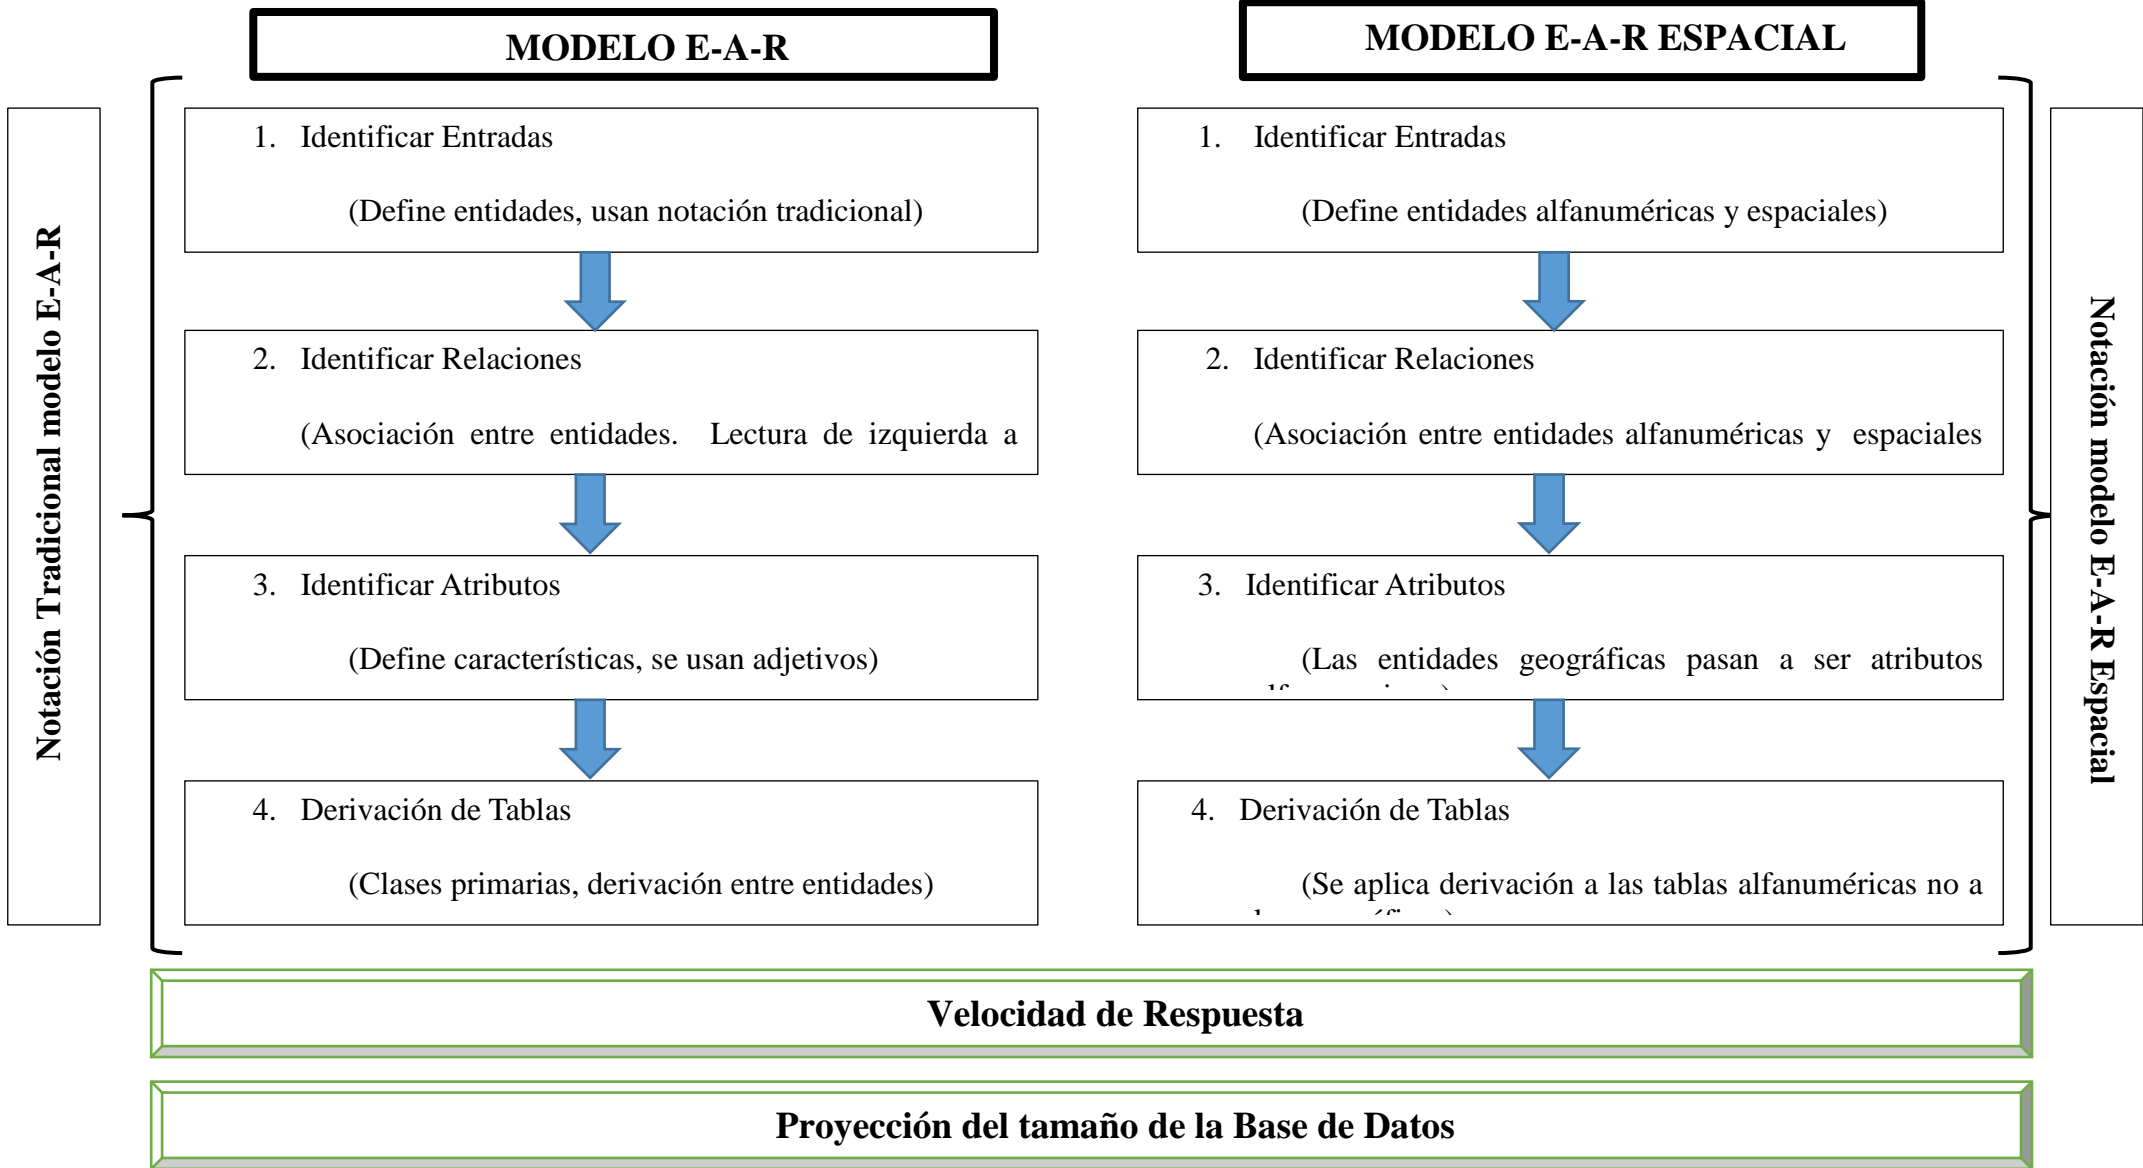 MODELO E-A-R
Notación Tradicional modelo E-A-R
1. Identificar Entradas
(Define entidades, usan notación tradicional)
2. Identificar Relaciones
(Asociación entre entidades. Lectura de izquierda a
3. Identificar Atributos
(Define características, se usan adjetivos)
4. Derivación de Tablas
(Clases primarias, derivación entre entidades)
MODELO E-A-R ESPACIAL
1. Identificar Entradas
(Define entidades alfanuméricas y espaciales)
2. Identificar Relaciones
(Asociación entre entidades alfanuméricas y espaciales
3. Identificar Atributos
(Las entidades geográficas pasan a ser atributos
4. Derivación de Tablas
(Se aplica derivación a las tablas alfanuméricas no a
Notación modelo E-A-R Espacial
Velocidad de Respuesta
Proyección del tamaño de la Base de Datos